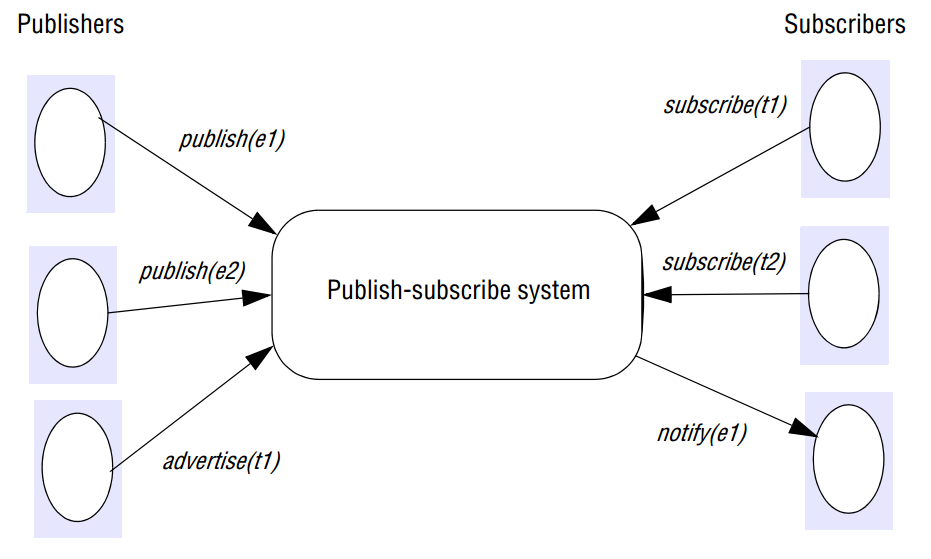 Publishers
Subscribers
publish(e1)
subscribe(t1)
publish(e2)
subscribe(t2)
Publish-subscribe system
advertise(t1)
notify(e1)